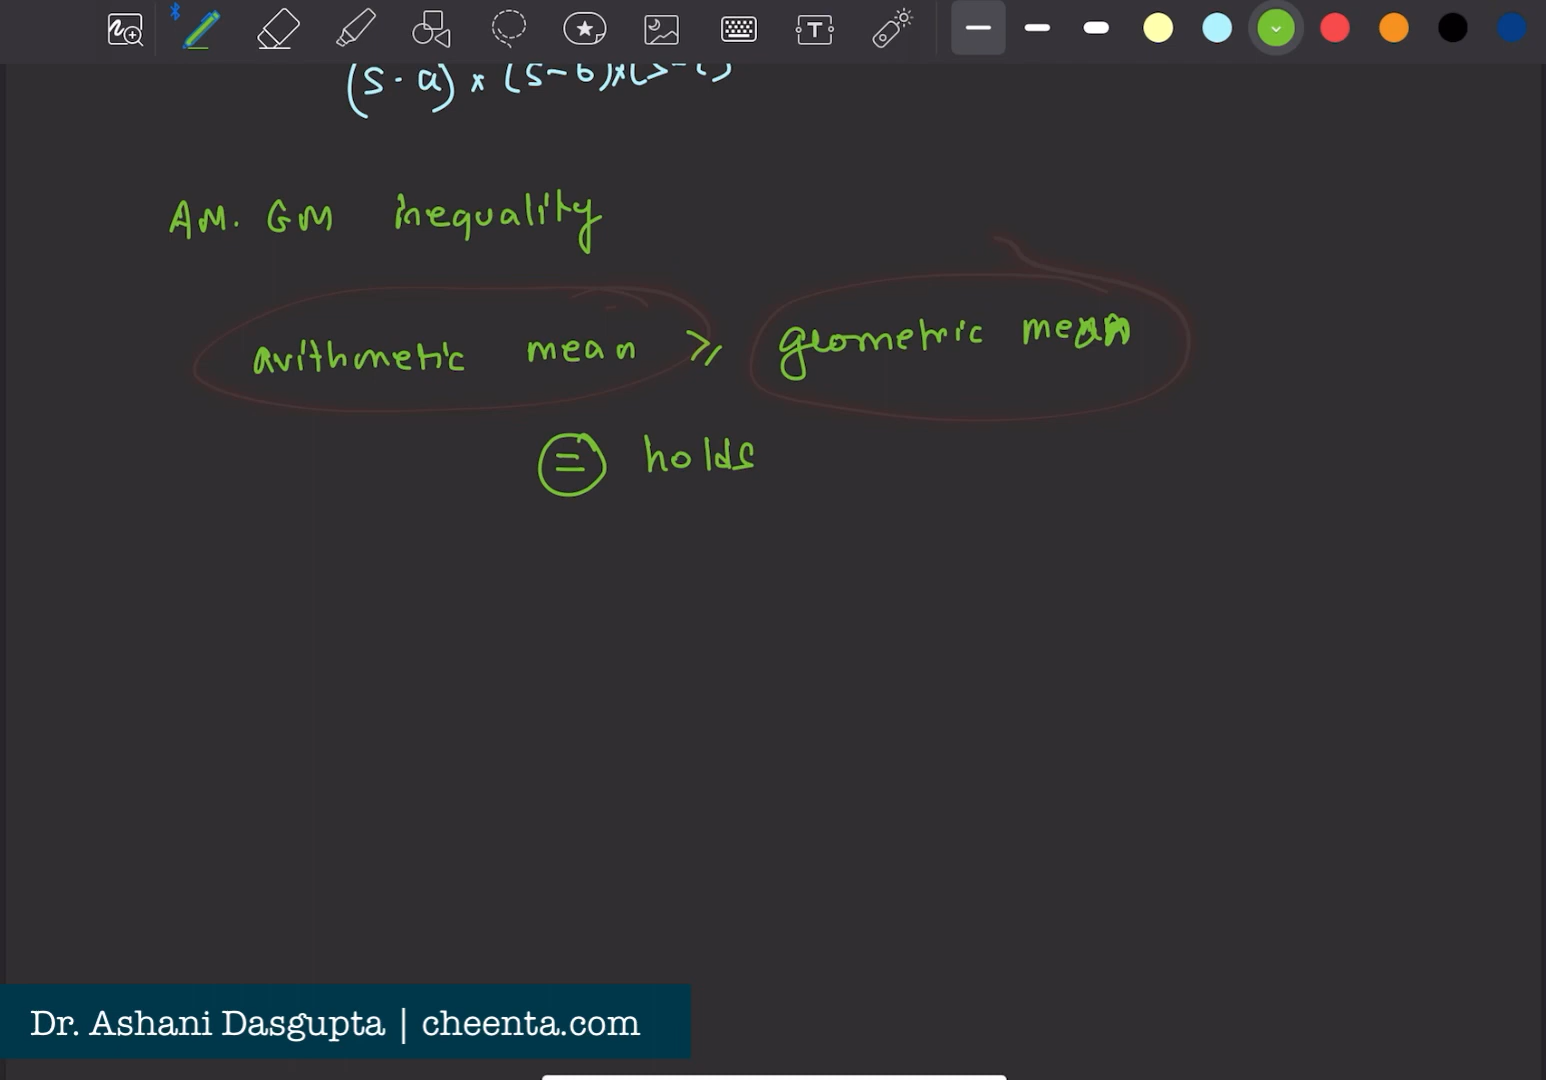 (s - a) × (s - b) × (s - c)
AM. GM inequality
arithmetic mean ⩾ geometric mean
= holds
Dr. Ashani Dasgupta | cheenta.com